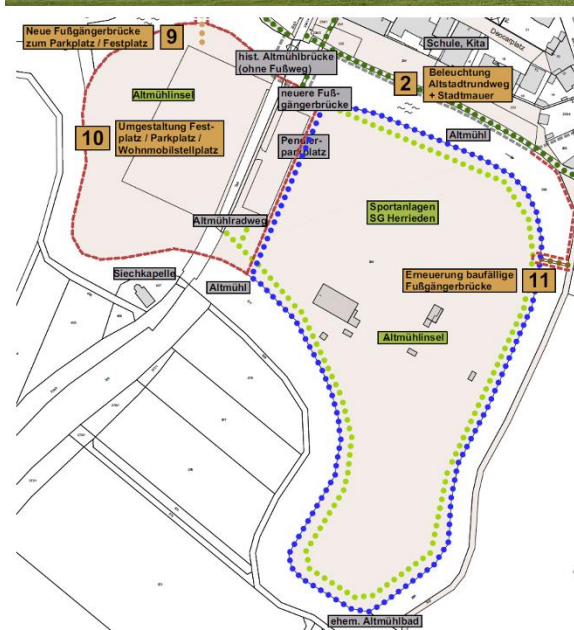 Neue Fußgängerbrücke
zum Parkplatz / Festplatz
9
hist. Altmühlbrücke
(ohne Fußweg)
Schule, Kita
Deocarplatz
2
Beleuchtung
Altstadtrundweg
+ Stadtmauer
Altmühlinsel
neuere Fuß-
gängerbrücke
10
Umgestaltung Fest-
platz / Parkplatz /
Wohnmobilstellplatz
Altmühl
Pendler-
parkplatz
Sportanlagen
SG Herrieden
Altmühlradweg
Siechkapelle
Altmühl
Erneuerung baufällige
Fußgängerbrücke
11
Altmühlinsel
ehem. Altmühlbad